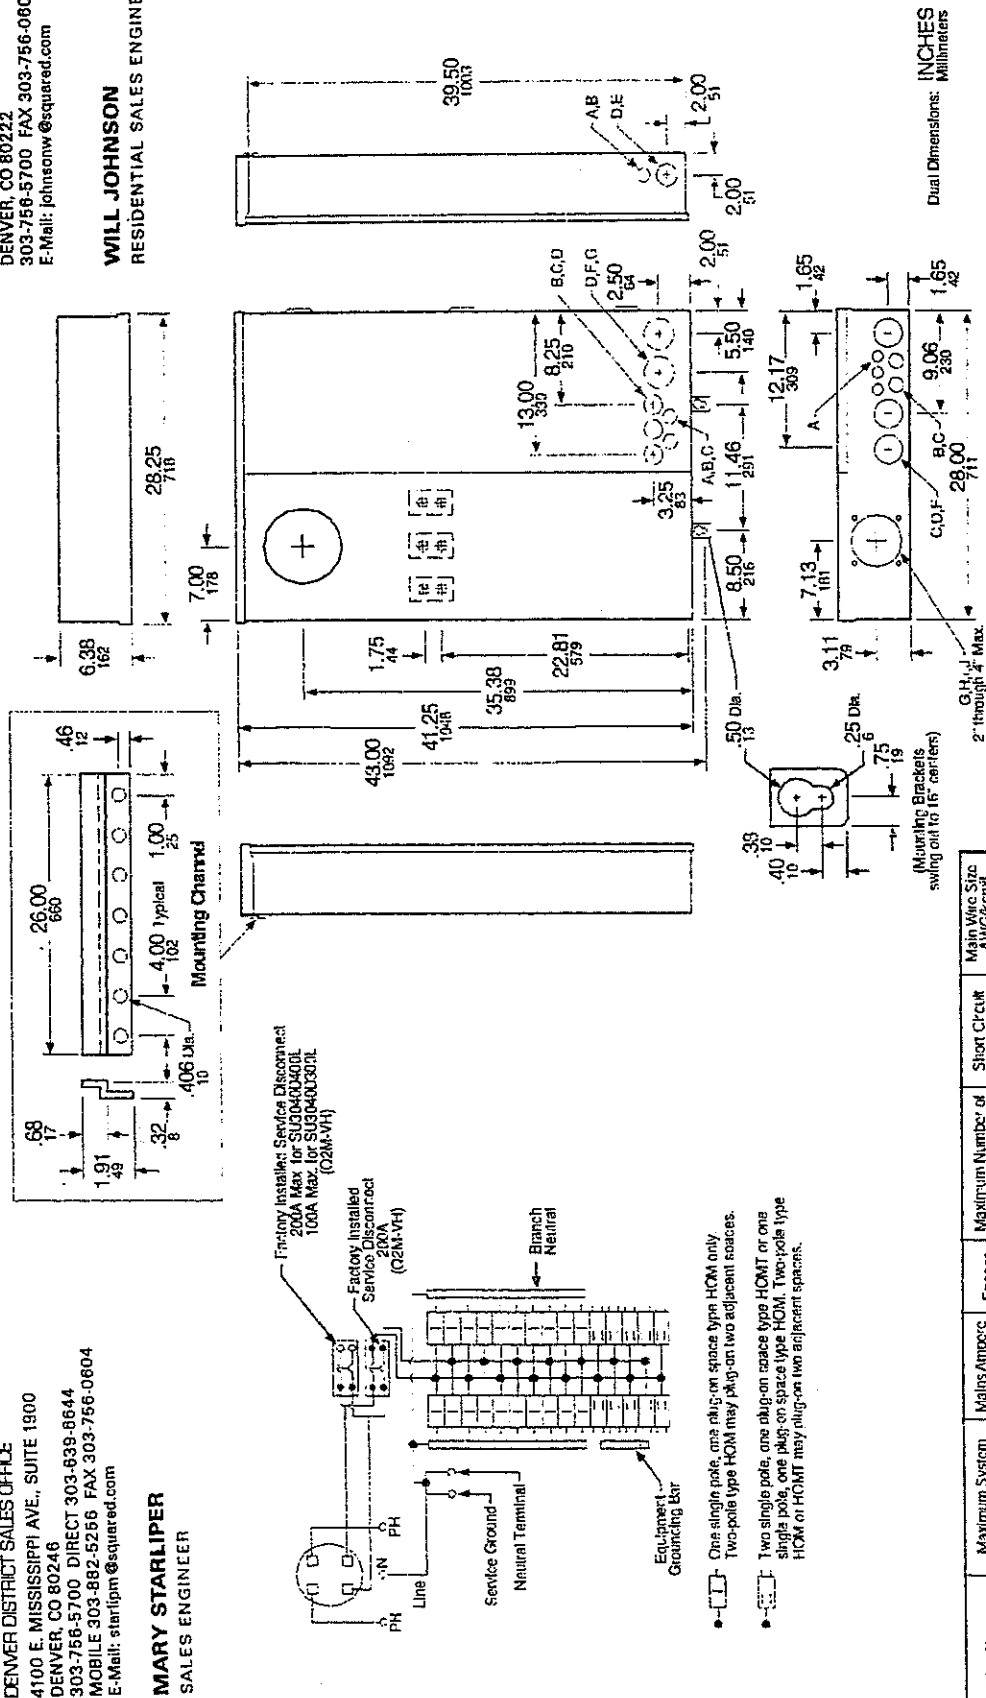 DENVER DISTRICT SALES OFFICE
4100 E. MISSISSIPPI AVE., SUITE 1900
DENVER, CO 80246
303-756-5700 DIRECT 303-639-8644
MOBILE 303-882-5256 FAX 303-756-0604
E-Mail: starlipm@squared.com
MARY STARLIPER
SALES ENGINEER
DENVER, CO 80222
303-756-5700 FAX 303-756-060
E-Mail: johnsonw@squared.com
WILL JOHNSON
RESIDENTIAL SALES ENGINE
.68
17
1.91
49
.32
8
26.00
660
.46
12
.406 Dia.
10
4.00 Typical
102
1.00
25
Mounting Channel
6.38
162
28.25
718
7.00
178
1.75
44
22.81
579
35.38
899
41.25
1048
43.00
1092
13.00
330
8.25
210
2.50
64
B,C,D
D,F,G
A,B,C
3.25
83
8.50
216
11.46
291
5.50
140
2.00
51
39.50
1003
A,B
D,E
2.00
51
2.00
51
.50 Dia.
13
.25 Dia.
6
.38
10
.40
10
.75
19
(Mounting Brackets
swing out to 16" centers)
12.17
309
1.65
42
1.65
42
A
B,C
C,D,F
7.13
181
3.11
79
9.06
230
28.00
711
2" through 4" Max.
Dual Dimensions: INCHES
Millimeters
Factory Installed Service Disconnect
200A Max for SU3040D400L
100A Max. for SU3040D300L
(Q2M-VH)
Factory Installed
Service Disconnect
200A
(Q2M-VH)
PH
N
PH
Line
Service Ground
Neutral Terminal
Branch
Neutral
Equipment
Grounding Bar
One single pole, one plug-on space type HOM only.
Two-pole type HOM may plug-on two adjacent spaces.
Two single pole, one plug-on space type HOMT or one
single pole, one plug-on space type HOM. Two-pole type
HOM or HOMT may plug-on two adjacent spaces.
Maximum System
Mains Ampere
Maximum Number of
Short Circuit
Main Wire Size